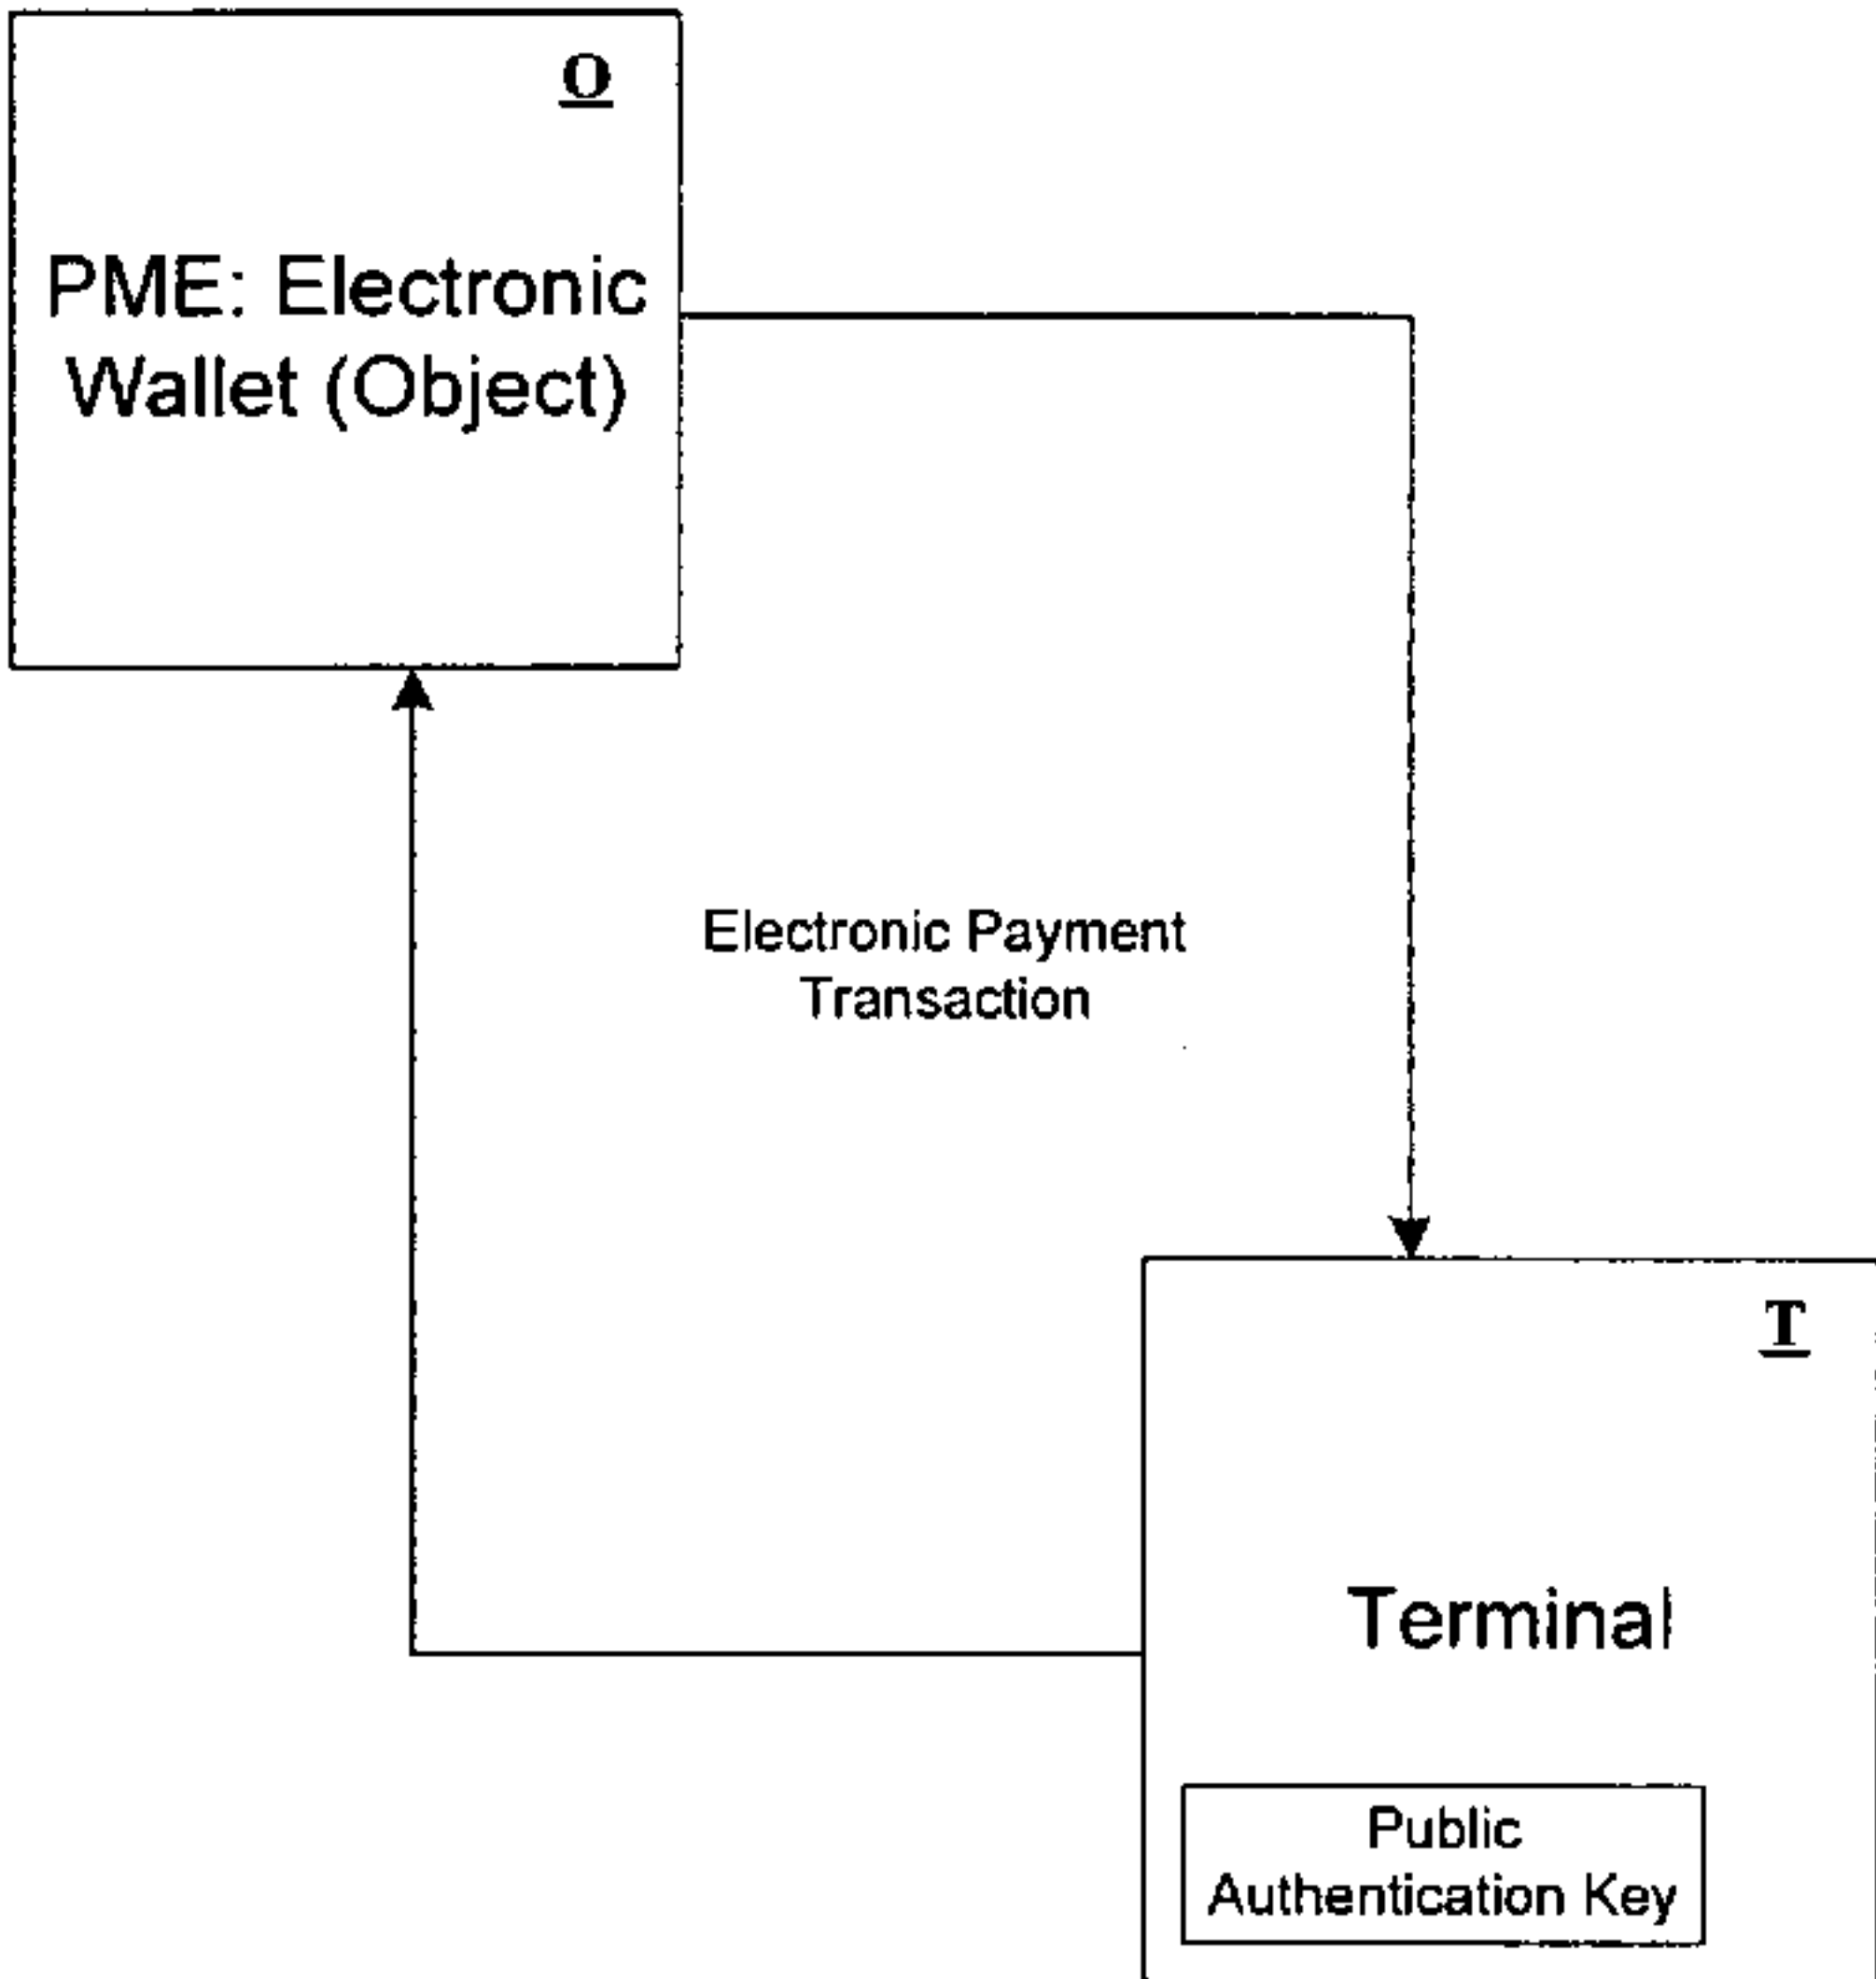 O
PME: Electronic
Wallet (Object)
Electronic Payment
Transaction
T
Terminal
Public
Authentication Key